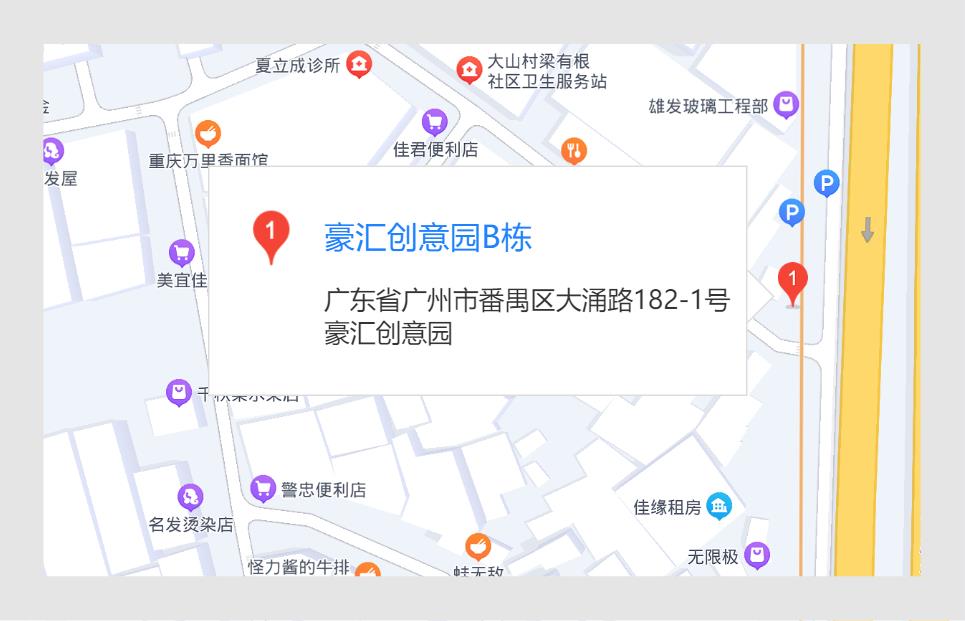 夏立成诊所
大山村梁有根
社区卫生服务站
雄发玻璃工程部
佳君便利店
重庆万里香面馆
发屋
P
P
1
豪汇创意园B栋
1
美宜佳
广东省广州市番禺区大涌路182-1号
豪汇创意园
警忠便利店
佳缘租房
名发烫染店
无限极
怪力酱的牛排
蛙无敌